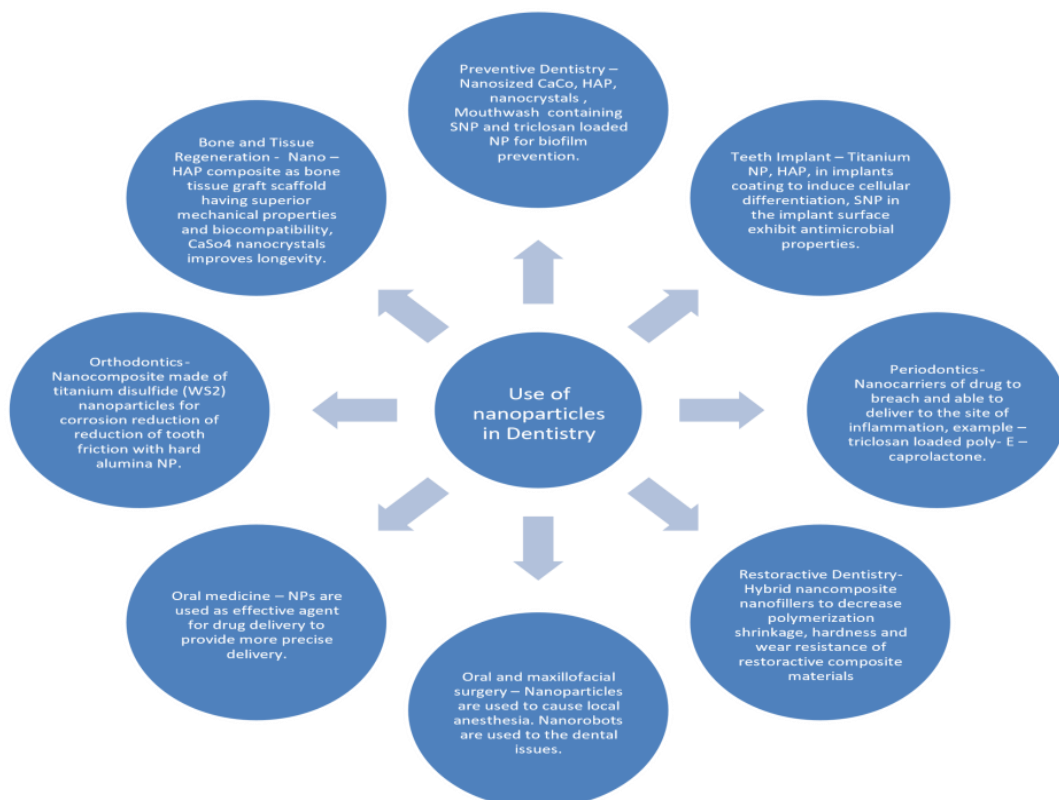 Preventive Dentistry –
Nanosized CaCo, HAP,
nanocrystals ,
Mouthwash containing
SNP and triclosan loaded
NP for biofilm
prevention.
Teeth Implant – Titanium
NP, HAP, in implants
coating to induce cellular
differentiation, SNP in
the implant surface
exhibit antimicrobial
properties.
Periodontics-
Nanocarriers of drug to
breach and able to
deliver to the site of
inflammation, example –
triclosan loaded poly- E –
caprolactone.
Restoractive Dentistry-
Hybrid nancomposite
nanofillers to decrease
polymerization
shrinkage, hardness and
wear resistance of
restoractive composite
materials
Oral and maxillofacial
surgery – Nanoparticles
are used to cause local
anesthesia. Nanorobots
are used to the dental
issues.
Oral medicine – NPs are
used as effective agent
for drug delivery to
provide more precise
delivery.
Orthodontics-
Nanocomposite made of
titanium disulfide (WS2)
nanoparticles for
corrosion reduction of
reduction of tooth
friction with hard
alumina NP.
Bone and Tissue
Regeneration - Nano –
HAP composite as bone
tissue graft scaffold
having superior
mechanical properties
and biocompatibility,
CaSo4 nanocrystals
improves longevity.
Use of
nanoparticles
in Dentistry